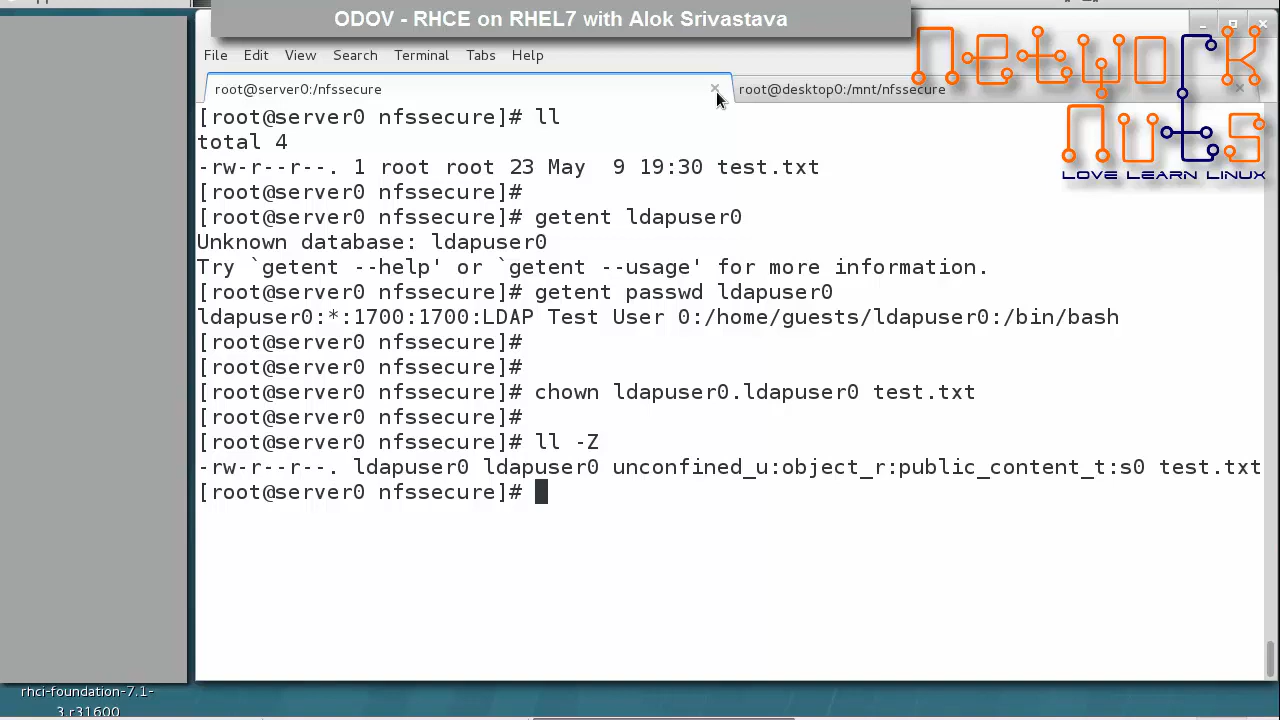 ODOV - RHCE on RHEL7 with Alok Srivastava
File Edit View Search Terminal Tabs Help
NETWORK
NUTS
LOVE LEARN LINUX
root@server0:/nfssecure
root@desktop0:/mnt/nfssecure
[root@server0 nfssecure]# ll
total 4
-rw-r--r--. 1 root root 23 May  9 19:30 test.txt
[root@server0 nfssecure]#
[root@server0 nfssecure]# getent ldapuser0
Unknown database: ldapuser0
Try `getent --help' or `getent --usage' for more information.
[root@server0 nfssecure]# getent passwd ldapuser0
ldapuser0:*:1700:1700:LDAP Test User 0:/home/guests/ldapuser0:/bin/bash
[root@server0 nfssecure]#
[root@server0 nfssecure]#
[root@server0 nfssecure]# chown ldapuser0.ldapuser0 test.txt
[root@server0 nfssecure]#
[root@server0 nfssecure]# ll -Z
-rw-r--r--. ldapuser0 ldapuser0 unconfined_u:object_r:public_content_t:s0 test.txt
[root@server0 nfssecure]#
rhci-foundation-7.1-
3.r31600